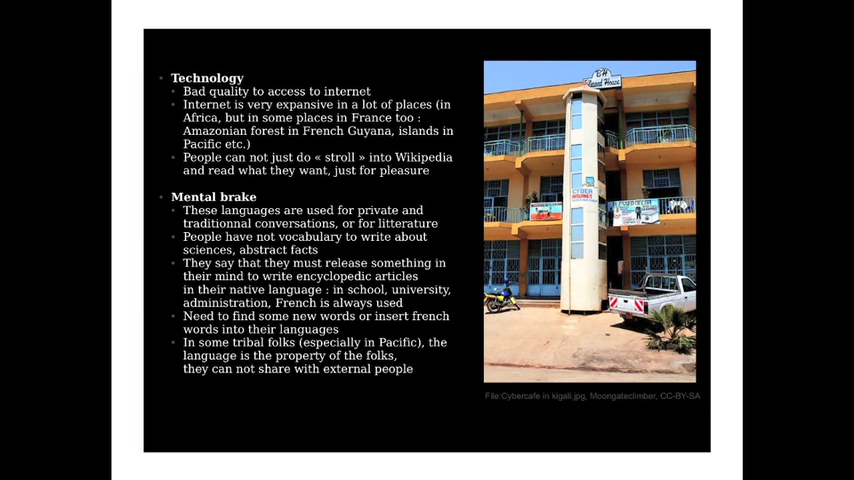 Technology
Bad quality to access to internet
Internet is very expansive in a lot of places (in
Africa, but in some places in France too :
Amazonian forest in French Guyana, islands in
Pacific etc.)
People can not just do « stroll » into Wikipedia
and read what they want, just for pleasure
Mental brake
These languages are used for private and
traditionnal conversations, or for litterature
People have not vocabulary to write about
sciences, abstract facts
They say that they must release something in
their mind to write encyclopedic articles
in their native language : in school, university,
administration, French is always used
Need to find some new words or insert french
words into their languages
In some tribal folks (especially in Pacific), the
language is the property of the folks,
they can not share with external people
BH
House
CYBER
INTERNET
File:Cybercafe in kigali.jpg, Moongateclimber, CC-BY-SA